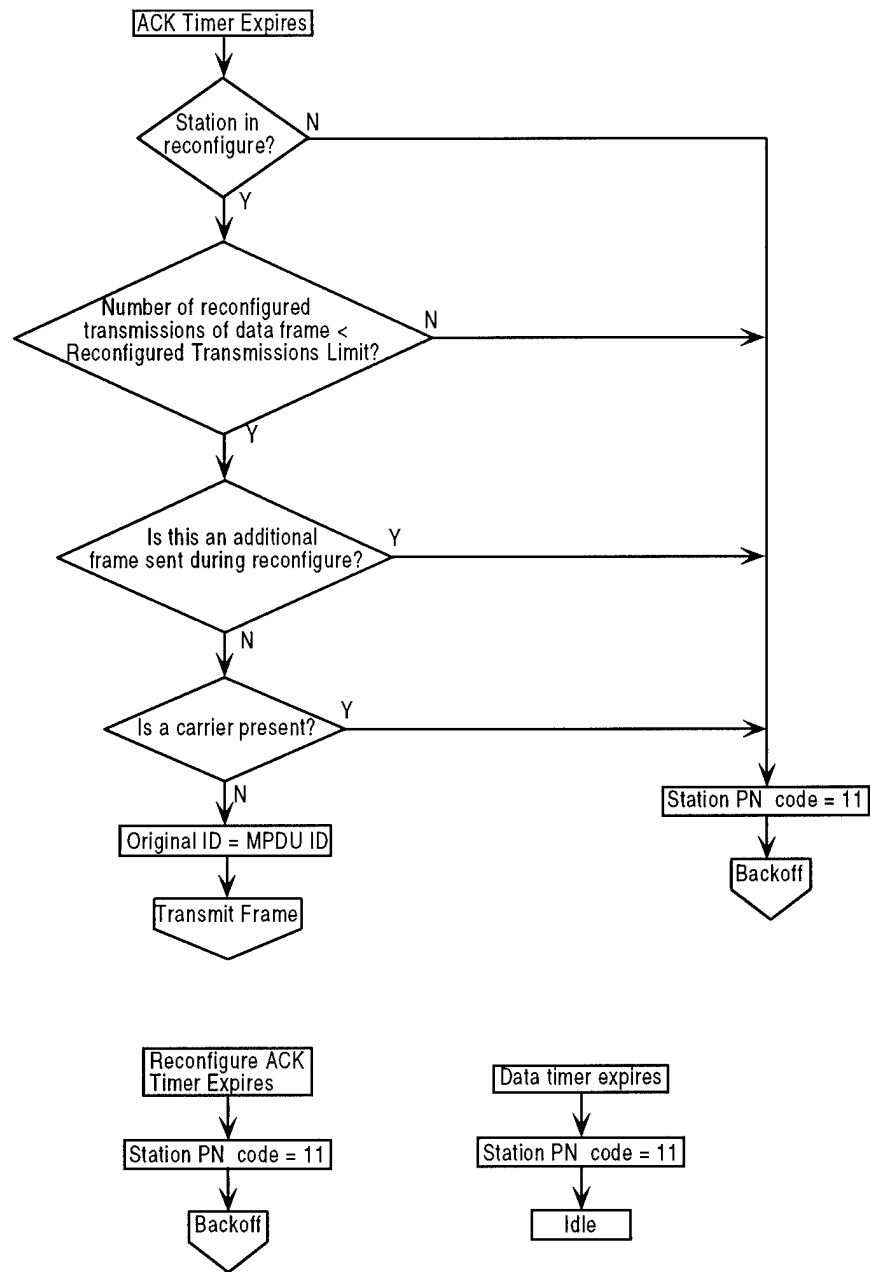 ACK Timer Expires
Station in
reconfigure?
N
Y
Number of reconfigured
transmissions of data frame <
Reconfigured Transmissions Limit?
N
Y
Is this an additional
frame sent during reconfigure?
Y
N
Is a carrier present?
Y
N
Original ID = MPDU ID
Transmit Frame
Station PN code = 11
Backoff
Reconfigure ACK
Timer Expires
Station PN code = 11
Backoff
Data timer expires
Station PN code = 11
Idle